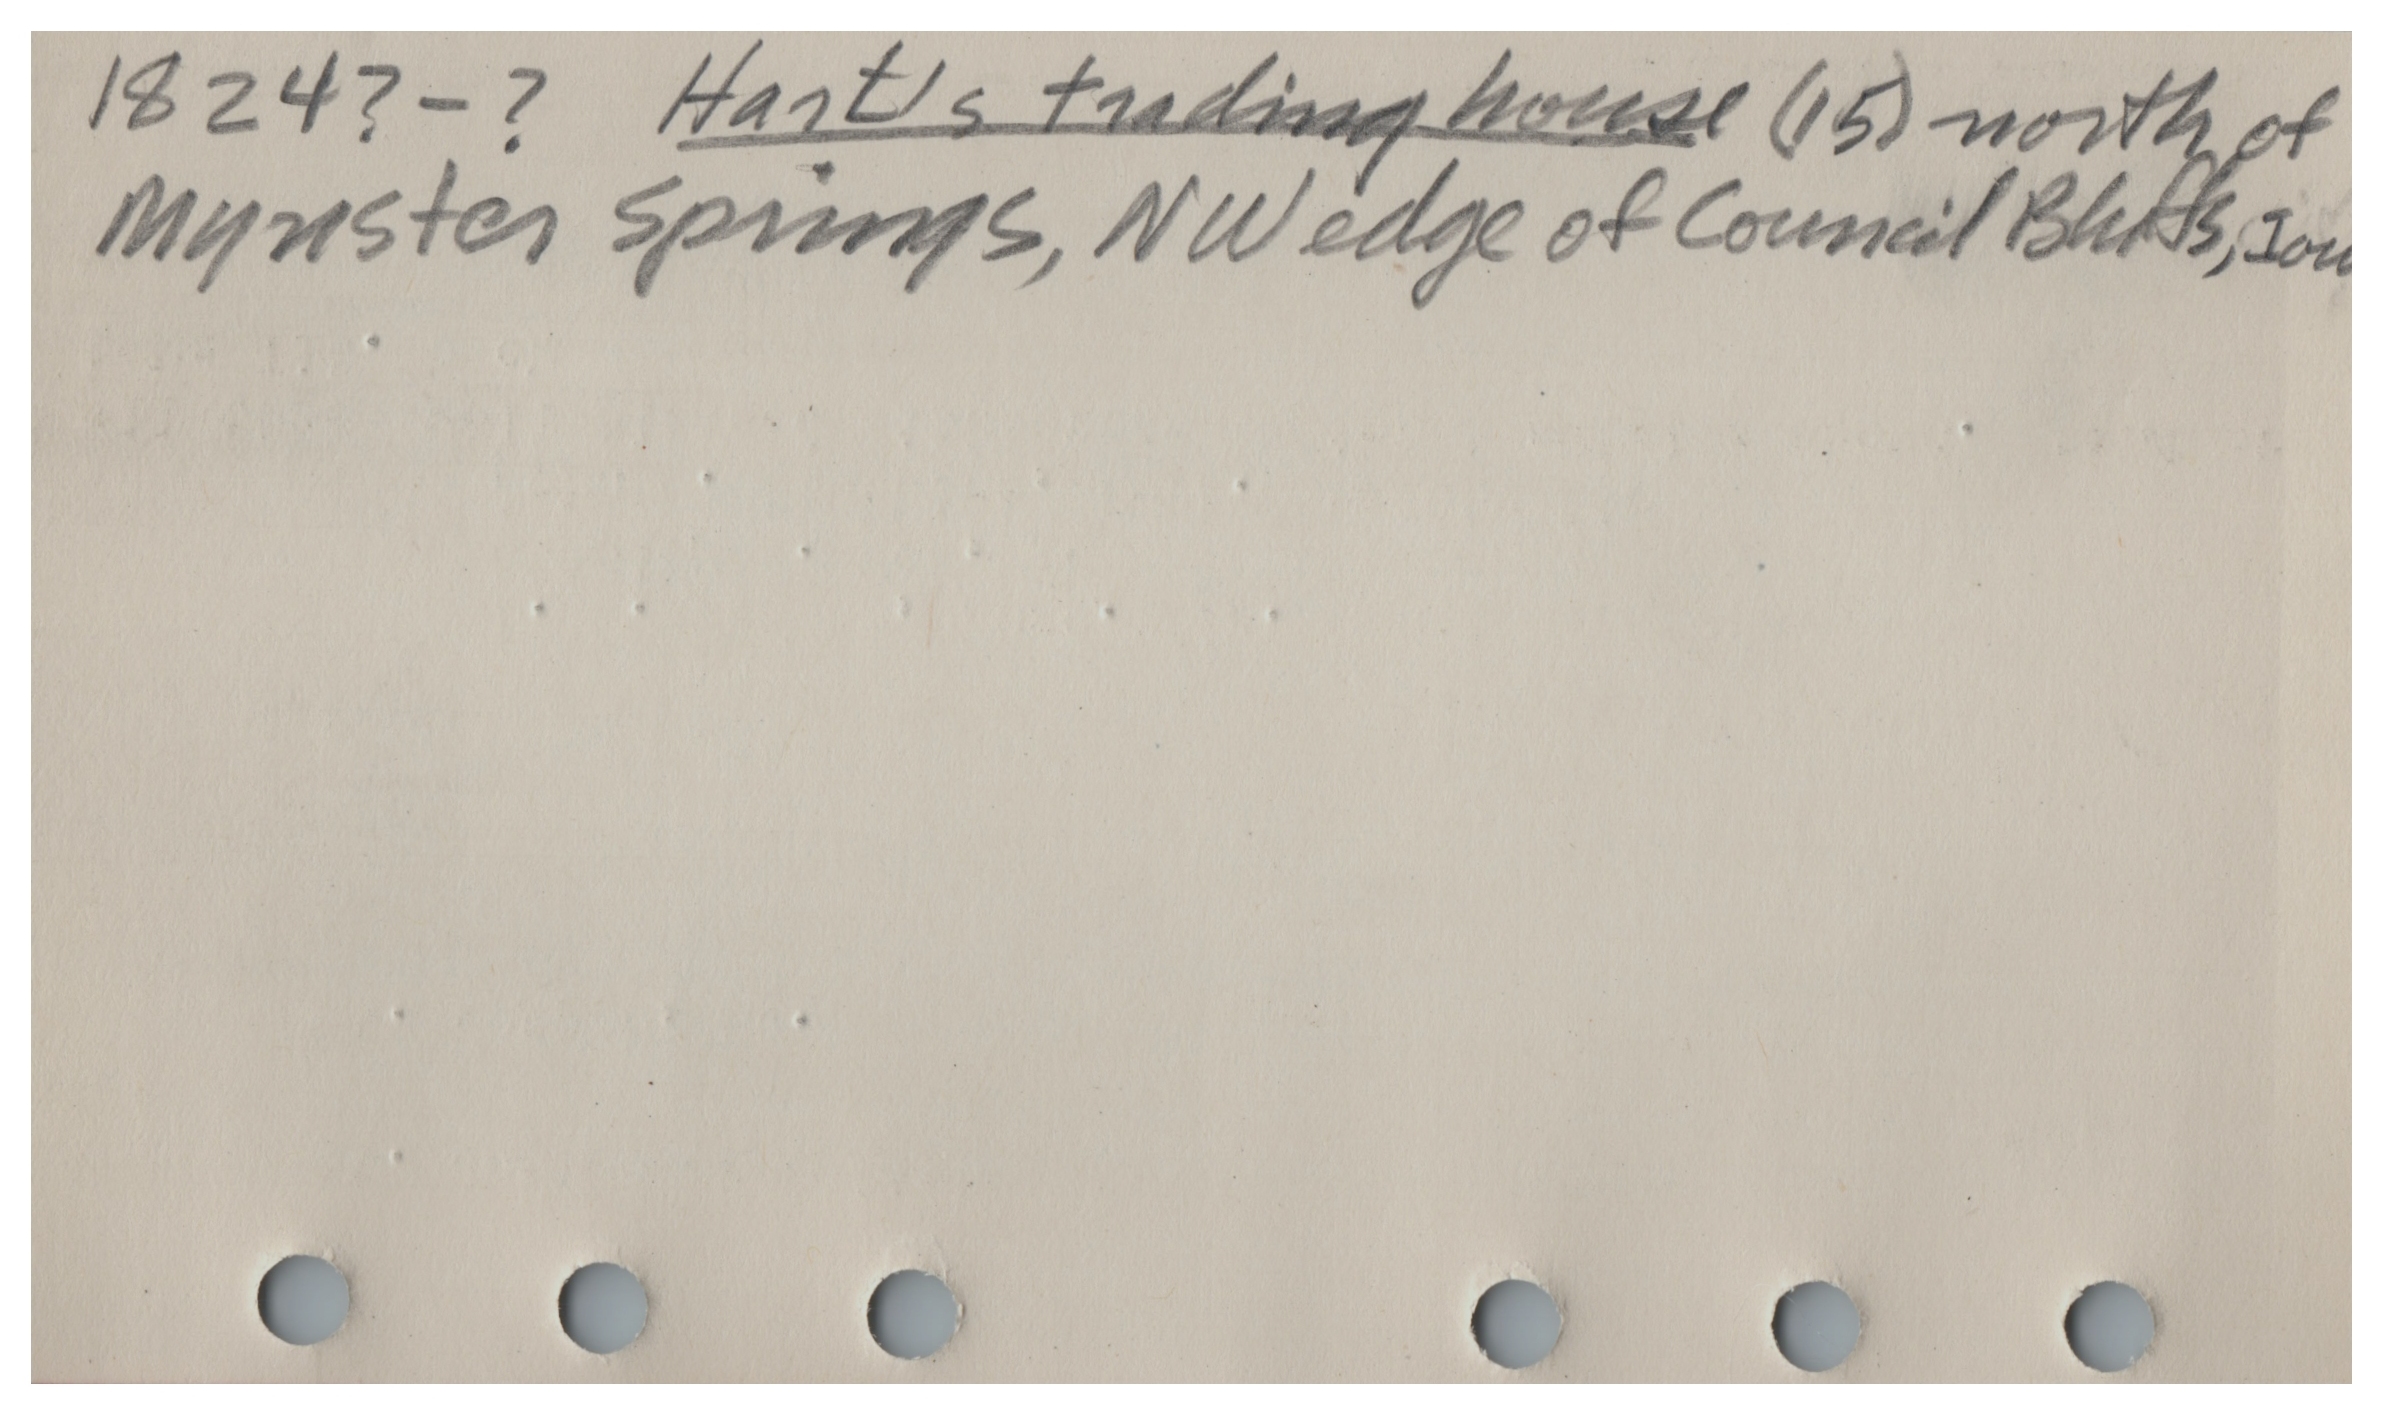 1824?-? Hart's trading house (15) north of
Mynster Springs, NW edge of Council Bluffs, Iow